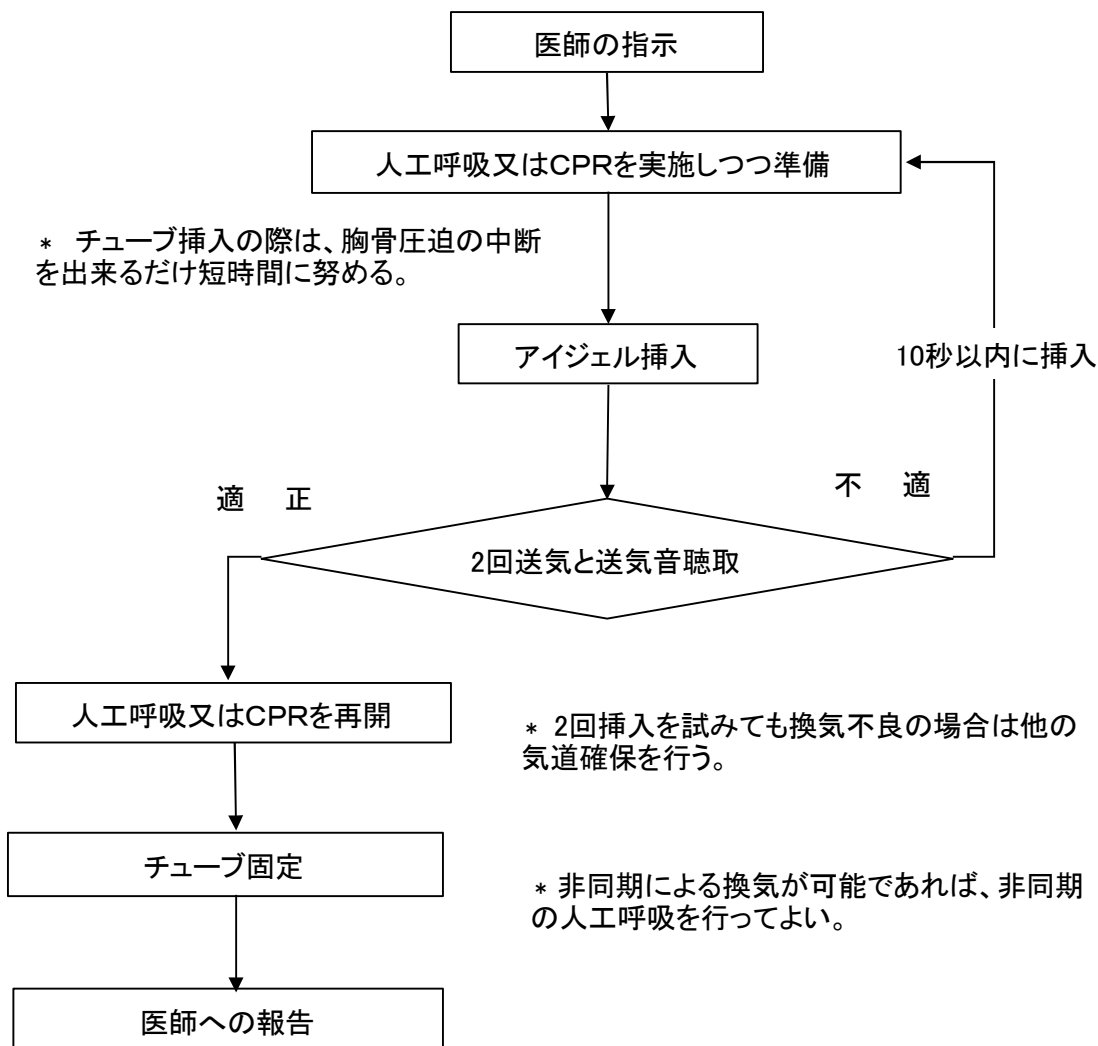 医師の指示
人工呼吸又はCPRを実施しつつ準備
* チューブ挿入の際は、胸骨圧迫の中断
を出来るだけ短時間に努める。
アイジェル挿入
10秒以内に挿入
適 正
不 適
2回送気と送気音聴取
人工呼吸又はCPRを再開
* 2回挿入を試みても換気不良の場合は他の
気道確保を行う。
チューブ固定
* 非同期による換気が可能であれば、非同期
の人工呼吸を行ってよい。
医師への報告